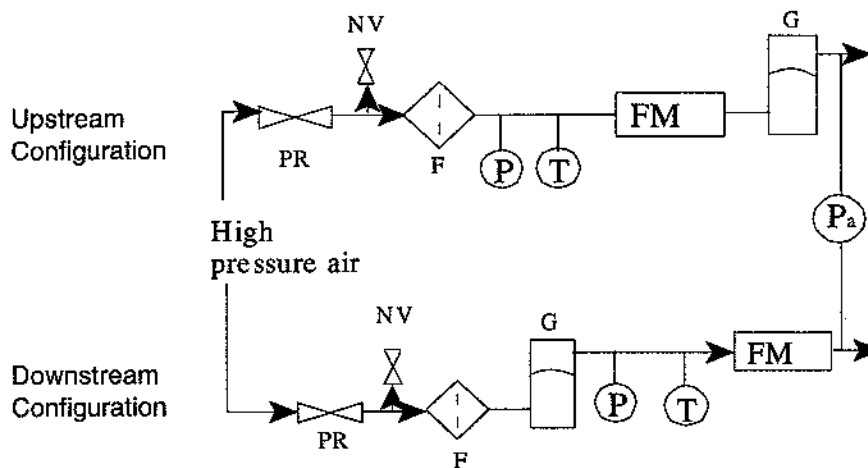 NV
G
Upstream
Configuration
FM
PR
F
P
T
Pa
High
pressure air
NV
G
Downstream
Configuration
FM
P
T
PR
F